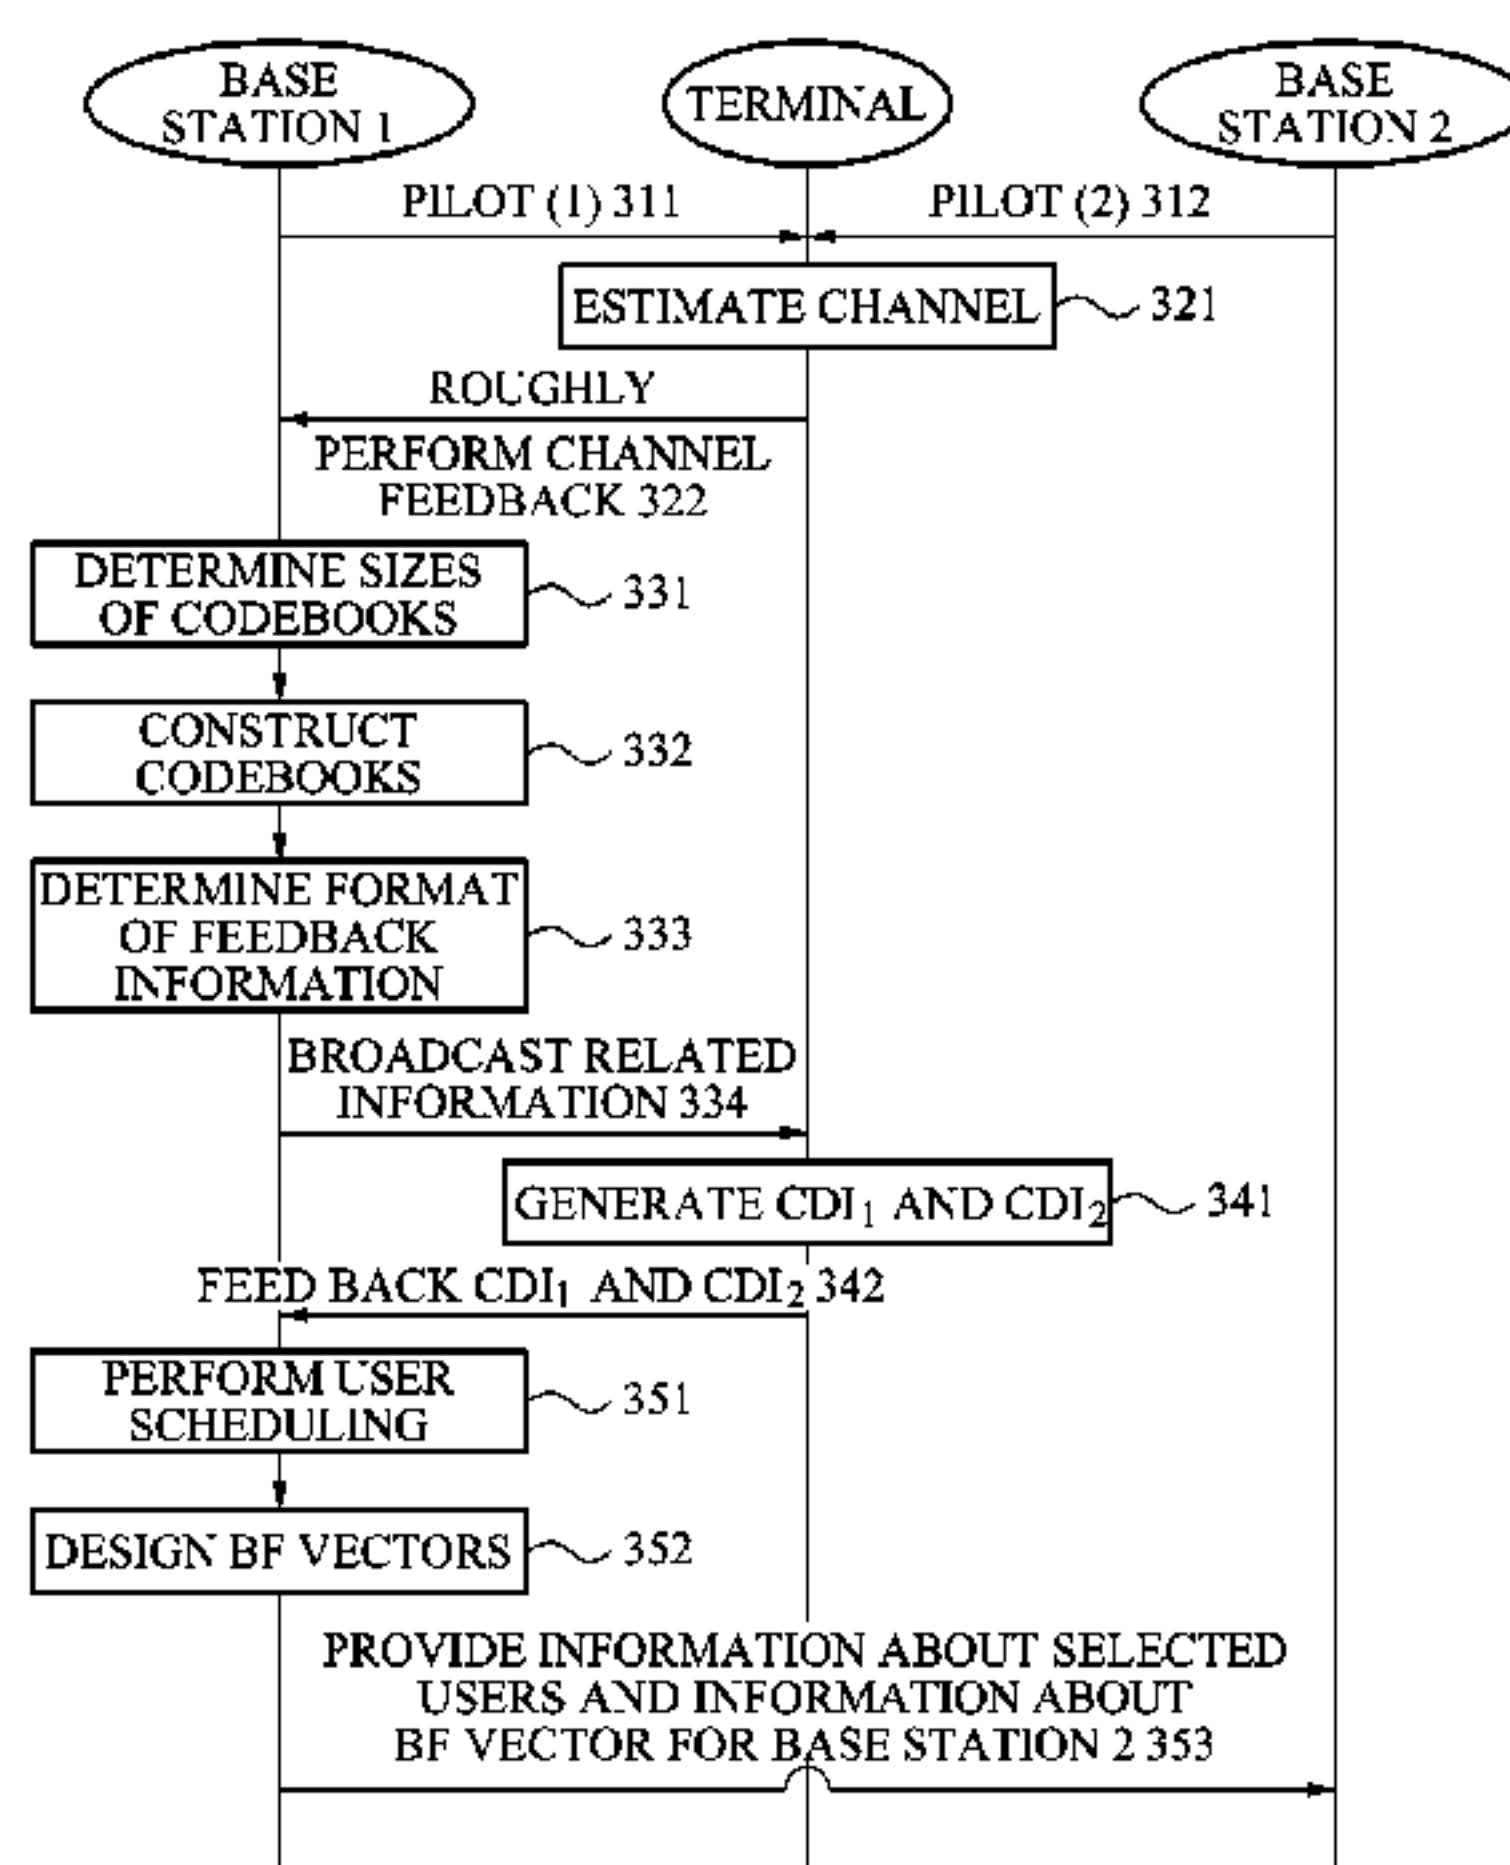 BASE
STATION 1
TERMINAL
BASE
STATION 2
PILOT (1) 311
PILOT (2) 312
ESTIMATE CHANNEL
321
ROUGHLY
PERFORM CHANNEL
FEEDBACK 322
DETERMINE SIZES
OF CODEBOOKS
331
CONSTRUCT
CODEBOOKS
332
DETERMINE FORMAT
OF FEEDBACK
INFORMATION
333
BROADCAST RELATED
INFORMATION 334
GENERATE CDI₁ AND CDI₂
341
FEED BACK CDI₁ AND CDI₂ 342
PERFORM USER
SCHEDULING
351
DESIGN BF VECTORS
352
PROVIDE INFORMATION ABOUT SELECTED
USERS AND INFORMATION ABOUT
BF VECTOR FOR BASE STATION 2 353